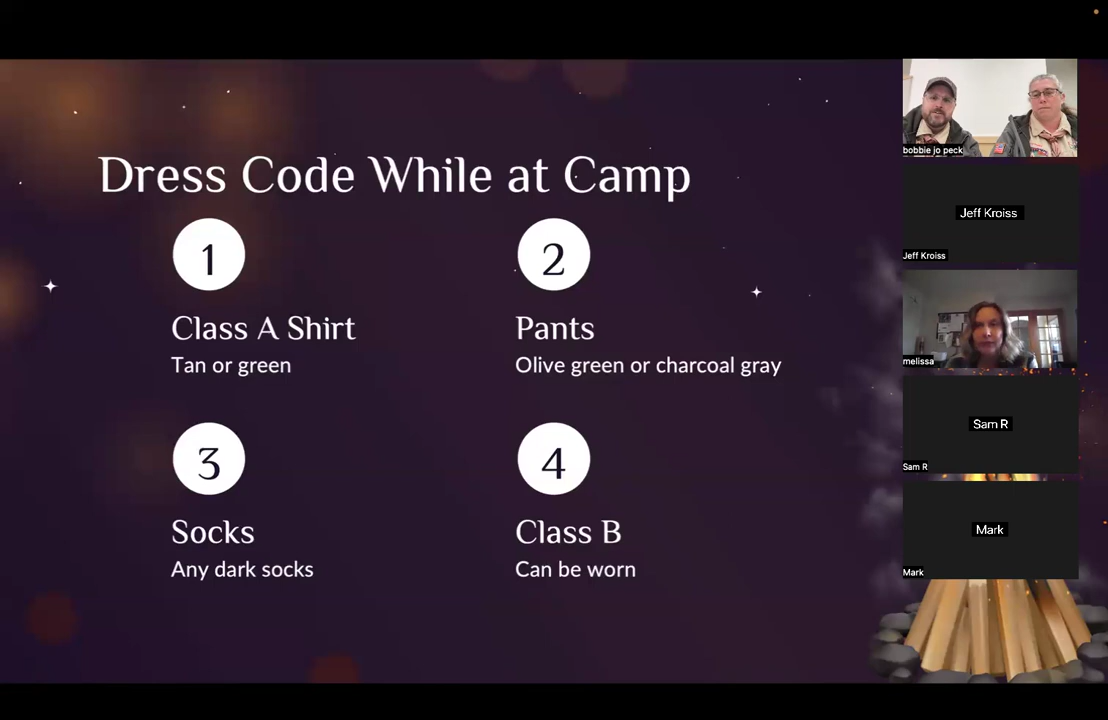 Dress Code While at Camp
1
Class A Shirt
Tan or green
2
Pants
Olive green or charcoal gray
3
Socks
Any dark socks
4
Class B
Can be worn
bobbie jo peck
Jeff Kroiss
Jeff Kroiss
melissa
Sam R
Sam R
Mark
Mark